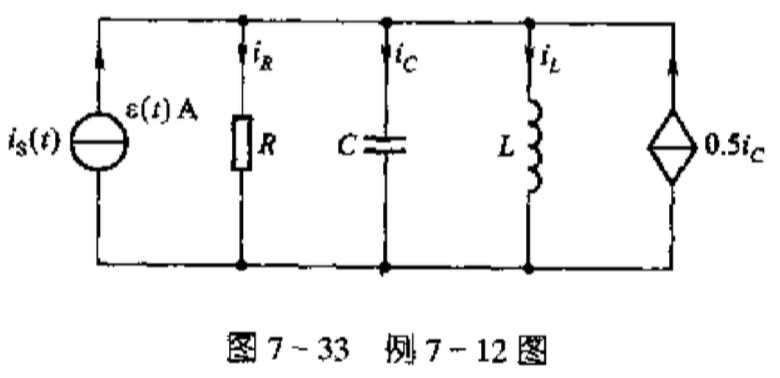 i_R
i_C
i_L
ε(t) A
i_S(t)
R
C
L
0.5i_C
图 7-33 例 7-12 图